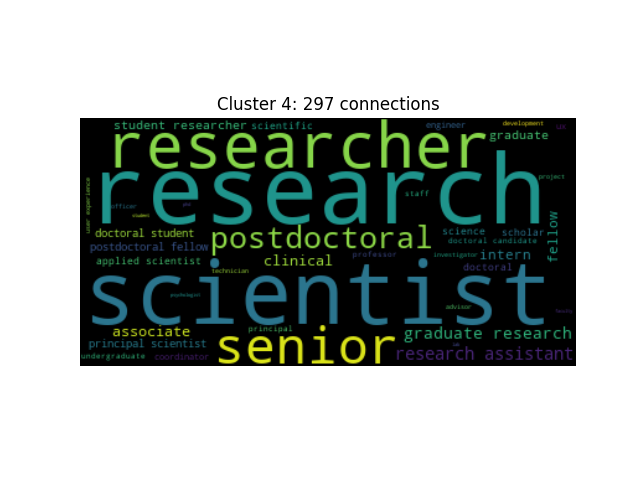 Cluster 4: 297 connections
student researcher scientific engineer development UX
researcher graduate
research
user experience officer student phd staff project
doctoral student postdoctoral science scholar fellow
postdoctoral fellow doctoral candidate
applied scientist clinical professor investigator intern
technician doctoral
scientist
psychologist advisor faculty
associate principal graduate research
principal scientist senior
undergraduate coordinator research assistant